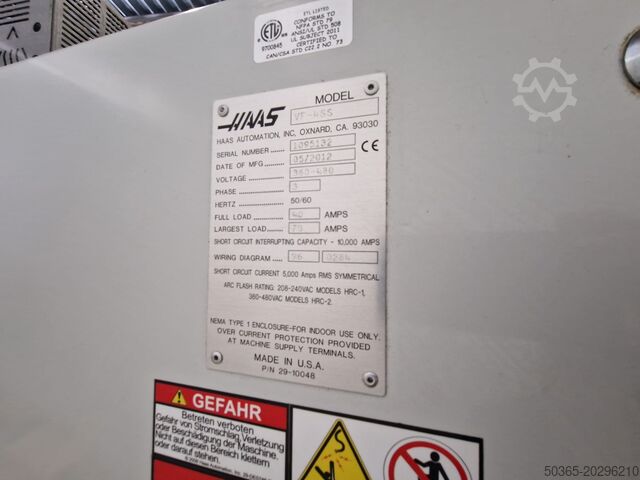 ETL LISTED
CONFORMS TO
NFPA STD 79
ANSI/UL STD 508
UL SUBJECT 2011
CERTIFIED TO
CAN/CSA STD C22.2 NO. 73
9700845
HAAS
MODEL
VF-4SS
HAAS AUTOMATION, INC, OXNARD, CA. 93030
SERIAL NUMBER 1095132
CE
DATE OF MFG 05/2012
VOLTAGE 360-480
PHASE 3
HERTZ 50/60
FULL LOAD 40 AMPS
LARGEST LOAD AMPS
SHORT CIRCUIT INTERRUPTING CAPACITY - 10,000 AMPS
WIRING DIAGRAM 96
SHORT CIRCUIT CURRENT 5,000 Amps RMS SYMMETRICAL
ARC FLASH RATING: 208-240VAC MODELS HRC-1,
360-480VAC MODELS HRC-2.
NEMA TYPE 1 ENCLOSURE-FOR INDOOR USE ONLY.
OVER CURRENT PROTECTION PROVIDED
AT MACHINE SUPPLY TERMINALS.
MADE IN U.S.A.
P/N 29-10048
GEFAHR
Betreten verboten
Gefahr von Stromschlag, Verletzung
oder Beschädigung der Maschine.
Nicht auf diesen Bereich klettern
oder darauf stehen.
50365-20296210